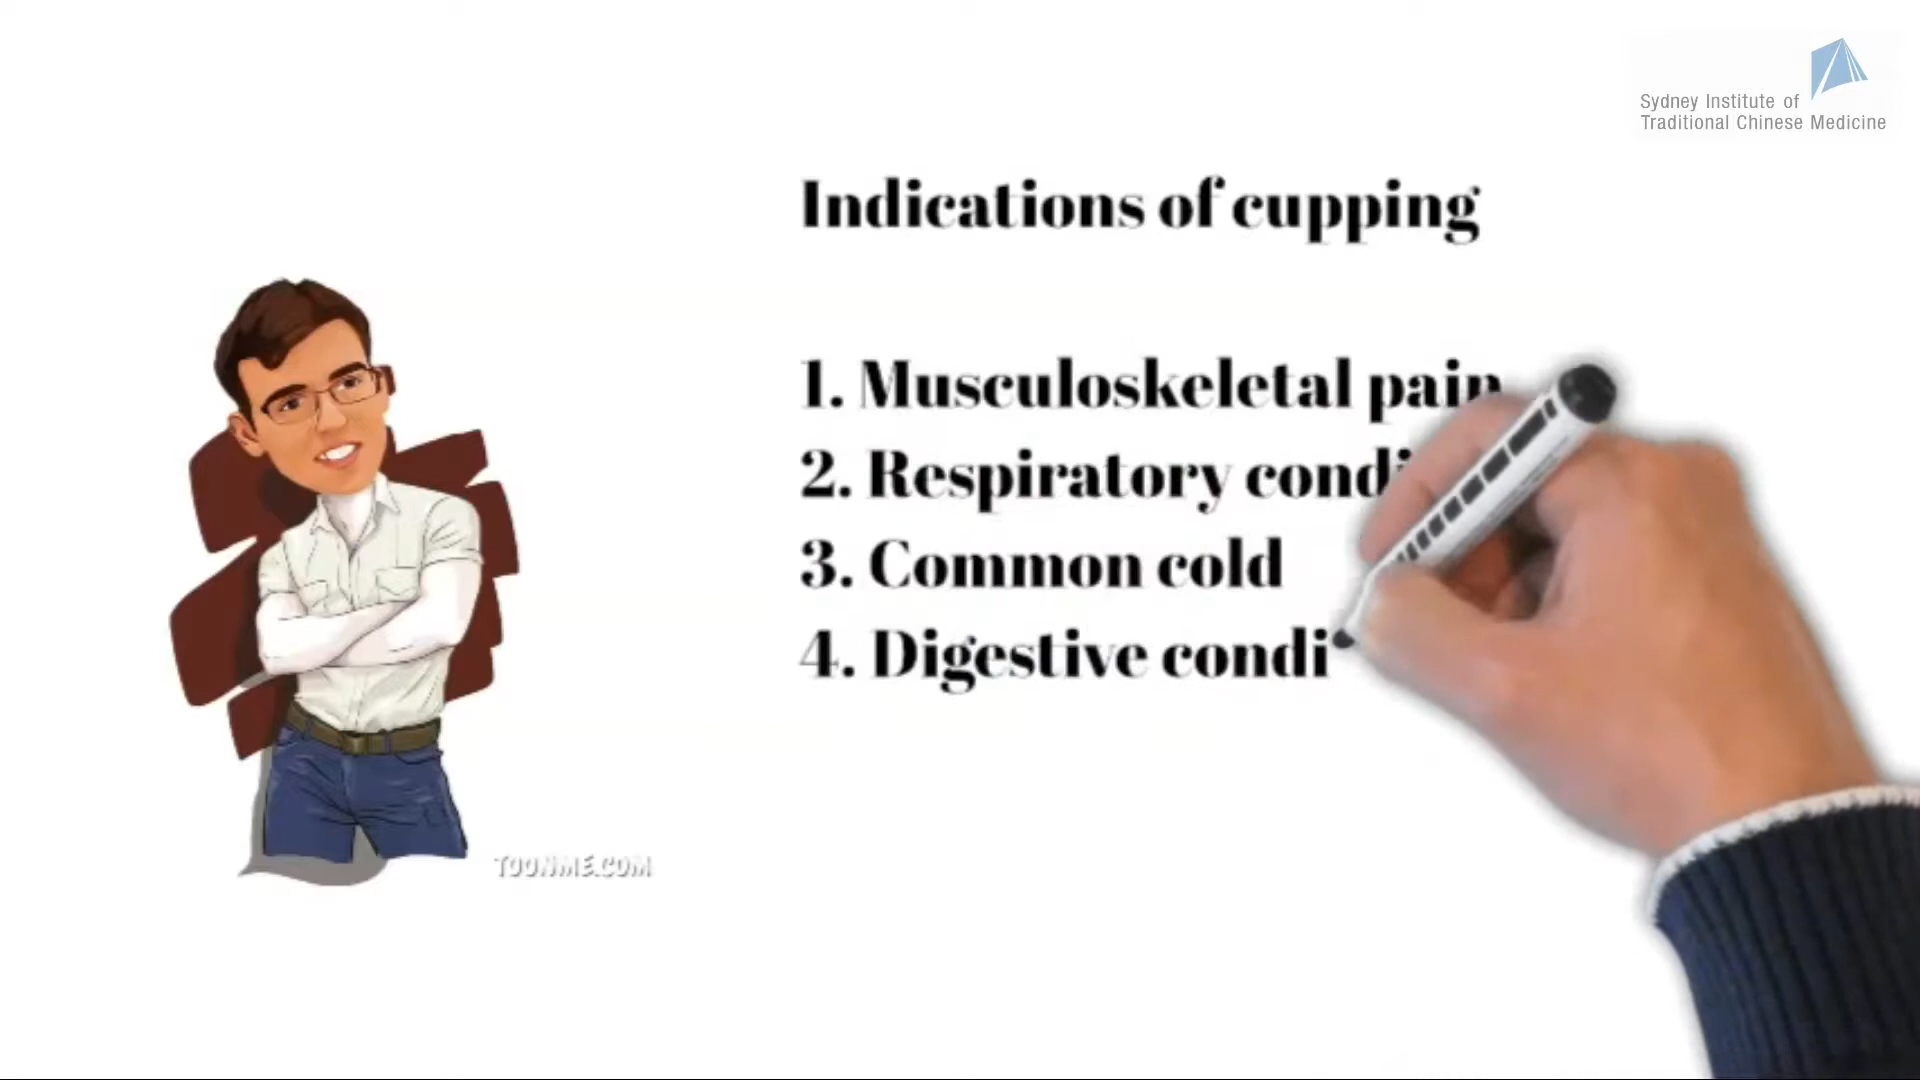 Sydney Institute of
Traditional Chinese Medicine
Indications of cupping
1. Musculoskeletal pain
2. Respiratory condi
3. Common cold
4. Digestive condi
TOONME.COM